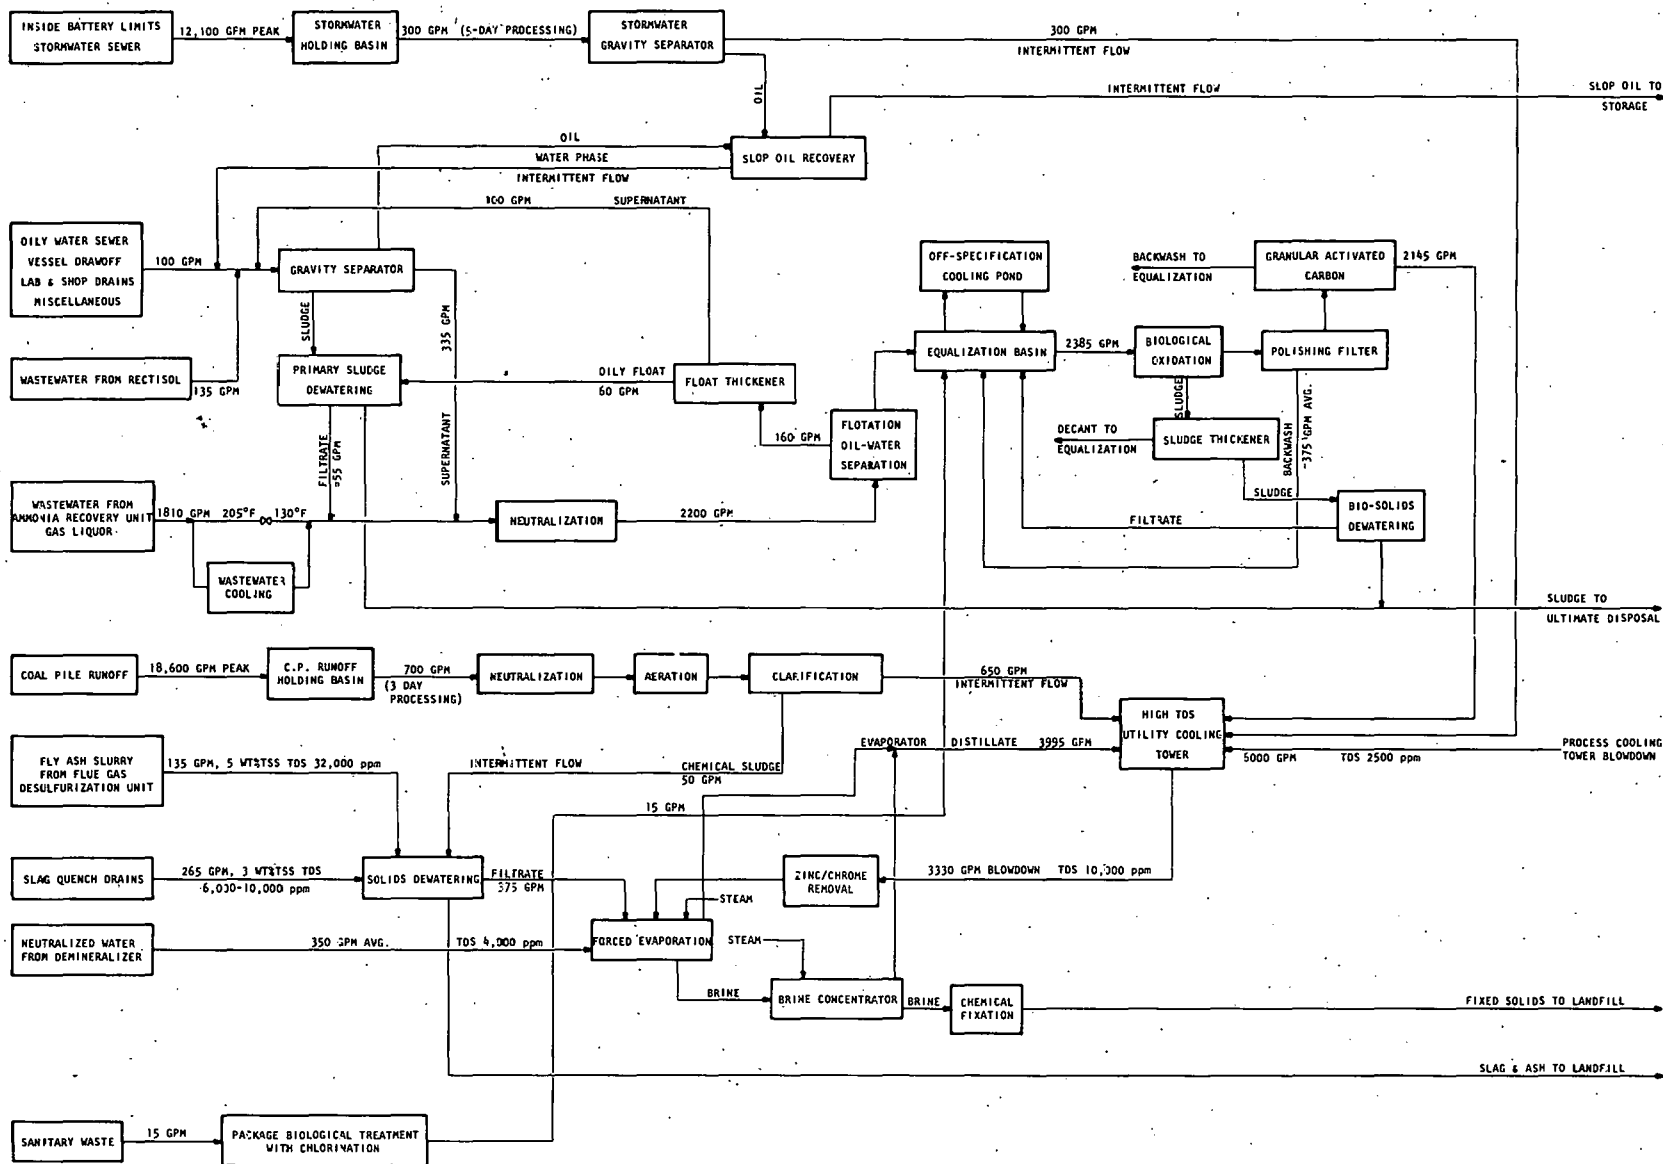 INSIDE BATTERY LIMITS
STORMWATER SEWER
12,100 GPM PEAK
STORMWATER
HOLDING BASIN
300 GPM (5-DAY PROCESSING)
STORMWATER
GRAVITY SEPARATOR
300 GPM
INTERMITTENT FLOW
OIL
INTERMITTENT FLOW
SLOP OIL TO
STORAGE
OIL
WATER PHASE
INTERMITTENT FLOW
SLOP OIL RECOVERY
100 GPM
SUPERNATANT
OILY WATER SEWER
VESSEL DRAWOFF
LAB & SHOP DRAINS
MISCELLANEOUS
100 GPM
GRAVITY SEPARATOR
OFF-SPECIFICATION
COOLING POND
BACKWASH TO
EQUALIZATION
GRANULAR ACTIVATED
CARBON
2145 GPM
SLUDGE
335 GPM
SUPERNATANT
WASTEWATER FROM RECTISOL
135 GPM
PRIMARY SLUDGE
DEWATERING
OILY FLOAT
60 GPM
FLOAT THICKENER
EQUALIZATION BASIN
2385 GPM
BIOLOGICAL
OXIDATION
POLISHING FILTER
SLUDGE
BACKWASH
~375 GPM AVG.
160 GPM
FLOTATION
OIL-WATER
SEPARATION
DECANT TO
EQUALIZATION
SLUDGE THICKENER
FILTRATE
≈55 GPM
WASTEWATER FROM
AMMONIA RECOVERY UNIT
GAS LIQUOR
1810 GPM
205°F
130°F
NEUTRALIZATION
2200 GPM
SLUDGE
FILTRATE
BIO-SOLIDS
DEWATERING
WASTEWATER
COOLING
SLUDGE TO
ULTIMATE DISPOSAL
COAL PILE RUNOFF
18,600 GPM PEAK
C.P. RUNOFF
HOLDING BASIN
700 GPM
(3 DAY
PROCESSING)
NEUTRALIZATION
AERATION
CLARIFICATION
650 GPM
INTERMITTENT FLOW
HIGH TDS
UTILITY COOLING
TOWER
FLY ASH SLURRY
FROM FLUE GAS
DESULFURIZATION UNIT
135 GPM, 5 WT%TSS TDS 32,000 ppm
INTERMITTENT FLOW
CHEMICAL SLUDGE
50 GPM
EVAPORATOR DISTILLATE 3995 GPM
5000 GPM TDS 2500 ppm
PROCESS COOLING
TOWER BLOWDOWN
15 GPM
SLAG QUENCH DRAINS
265 GPM, 3 WT%TSS TDS
6,000-10,000 ppm
SOLIDS DEWATERING
FILTRATE
375 GPM
ZINC/CHROME
REMOVAL
3330 GPM BLOWDOWN TDS 10,000 ppm
STEAM
NEUTRALIZED WATER
FROM DEMINERALIZER
350 GPM AVG. TDS 4,000 ppm
FORCED EVAPORATION
STEAM
BRINE
BRINE CONCENTRATOR
BRINE
CHEMICAL
FIXATION
FIXED SOLIDS TO LANDFILL
SLAG & ASH TO LANDFILL
SANITARY WASTE
15 GPM
PACKAGE BIOLOGICAL TREATMENT
WITH CHLORINATION